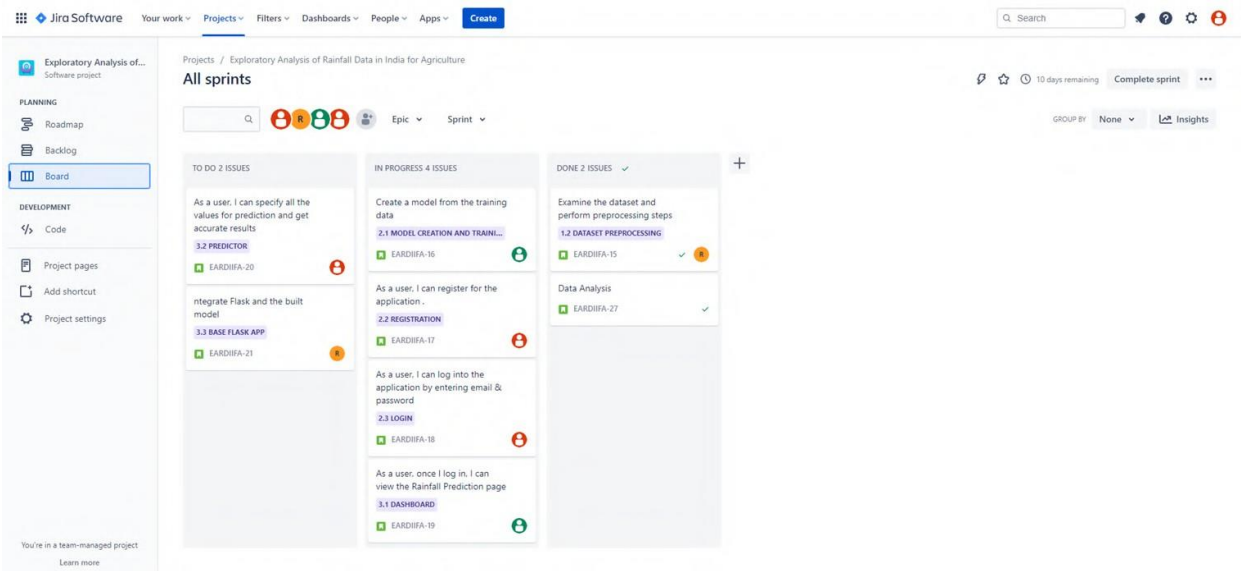 Jira Software Your work Projects Filters Dashboards People Apps Create Search
Exploratory Analysis of...
Software project
PLANNING
Roadmap
Backlog
Board
DEVELOPMENT
Code
Project pages
Add shortcut
Project settings
You're in a team-managed project
Learn more
Projects / Exploratory Analysis of Rainfall Data in India for Agriculture
All sprints
10 days remaining Complete sprint
R Epic Sprint
GROUP BY None Insights
TO DO 2 ISSUES
As a user, I can specify all the
values for prediction and get
accurate results
3.2 PREDICTOR
EARDIIFA-20
ntegrate Flask and the built
model
3.3 BASE FLASK APP
EARDIIFA-21 R
IN PROGRESS 4 ISSUES
Create a model from the training
data
2.1 MODEL CREATION AND TRAINI...
EARDIIFA-16
As a user, I can register for the
application .
2.2 REGISTRATION
EARDIIFA-17
As a user, I can log into the
application by entering email &
password
2.3 LOGIN
EARDIIFA-18
As a user, once I log in, I can
view the Rainfall Prediction page
3.1 DASHBOARD
EARDIIFA-19
DONE 2 ISSUES
Examine the dataset and
perform preprocessing steps
1.2 DATASET PREPROCESSING
EARDIIFA-15 R
Data Analysis
EARDIIFA-27